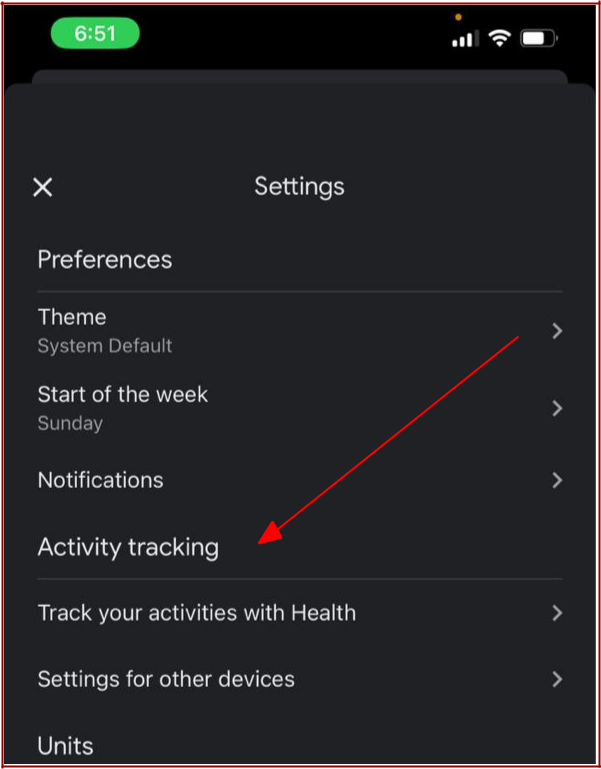 6:51
Settings
Preferences
Theme
System Default
Start of the week
Sunday
Notifications
Activity tracking
Track your activities with Health
Settings for other devices
Units